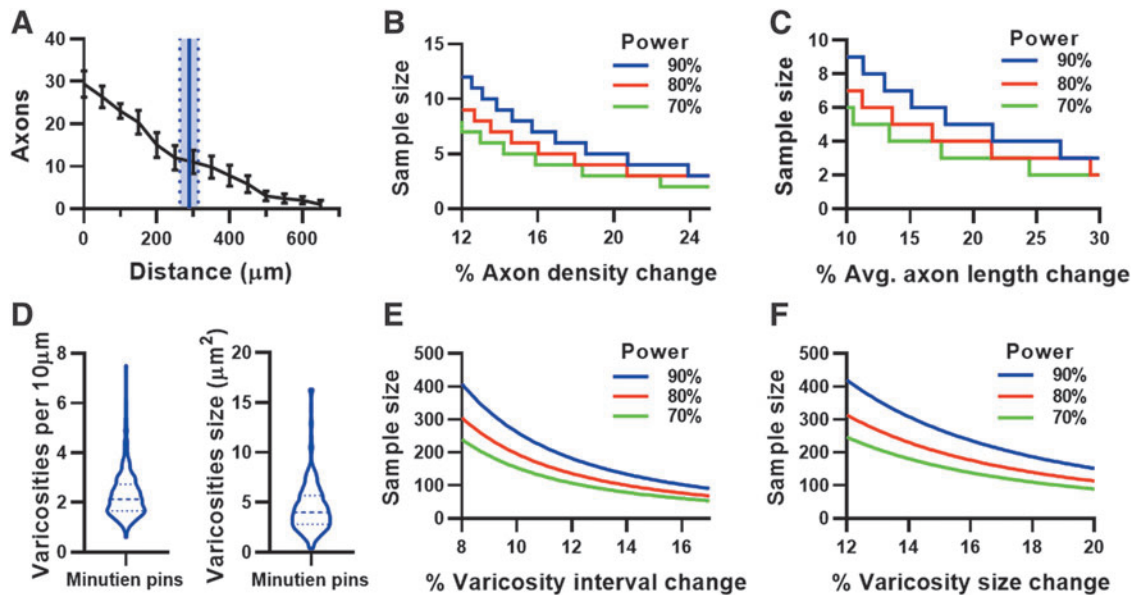 A
Axons
40
30
20
10
0
0 200 400 600
Distance (μm)
B
Sample size
15
10
5
0
12 16 20 24
% Axon density change
Power
90%
80%
70%
C
Sample size
10
8
6
4
2
0
10 15 20 25 30
% Avg. axon length change
Power
90%
80%
70%
D
Varicosities per 10μm
8
6
4
2
0
Minutien pins
Varicosities size (μm²)
20
15
10
5
0
Minutien pins
E
Sample size
500
400
300
200
100
0
8 10 12 14 16
% Varicosity interval change
Power
90%
80%
70%
F
Sample size
500
400
300
200
100
0
12 14 16 18 20
% Varicosity size change
Power
90%
80%
70%